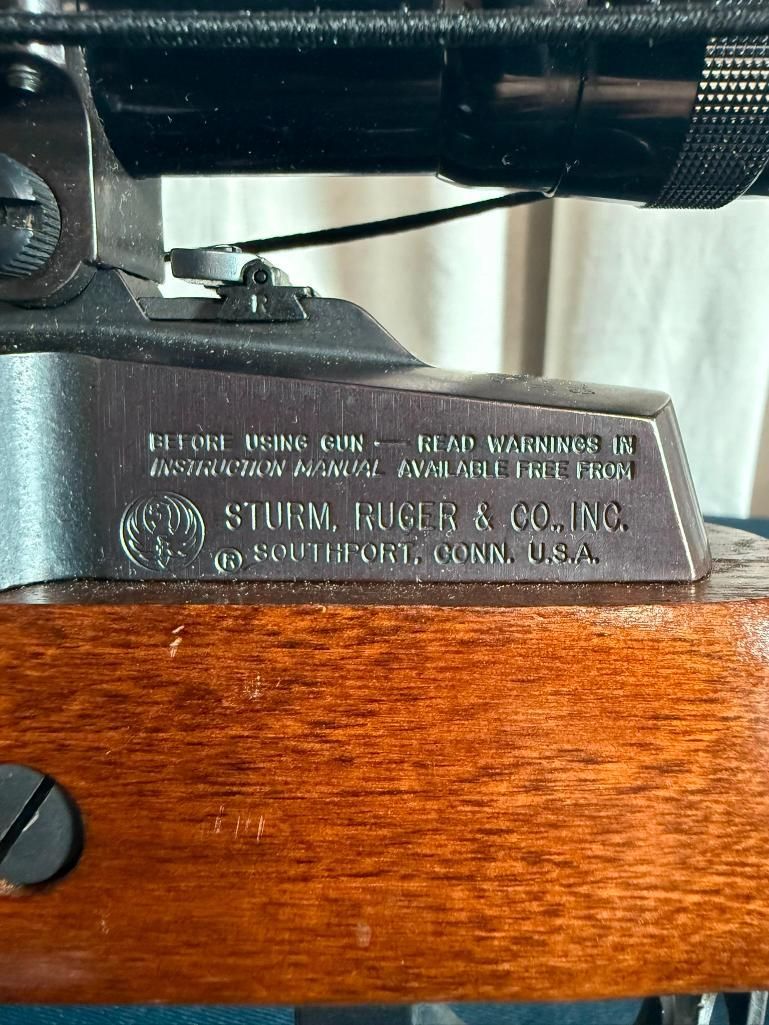 BEFORE USING GUN — READ WARNINGS IN
INSTRUCTION MANUAL AVAILABLE FREE FROM
STURM, RUGER & CO., INC.
® SOUTHPORT, CONN. U.S.A.
R